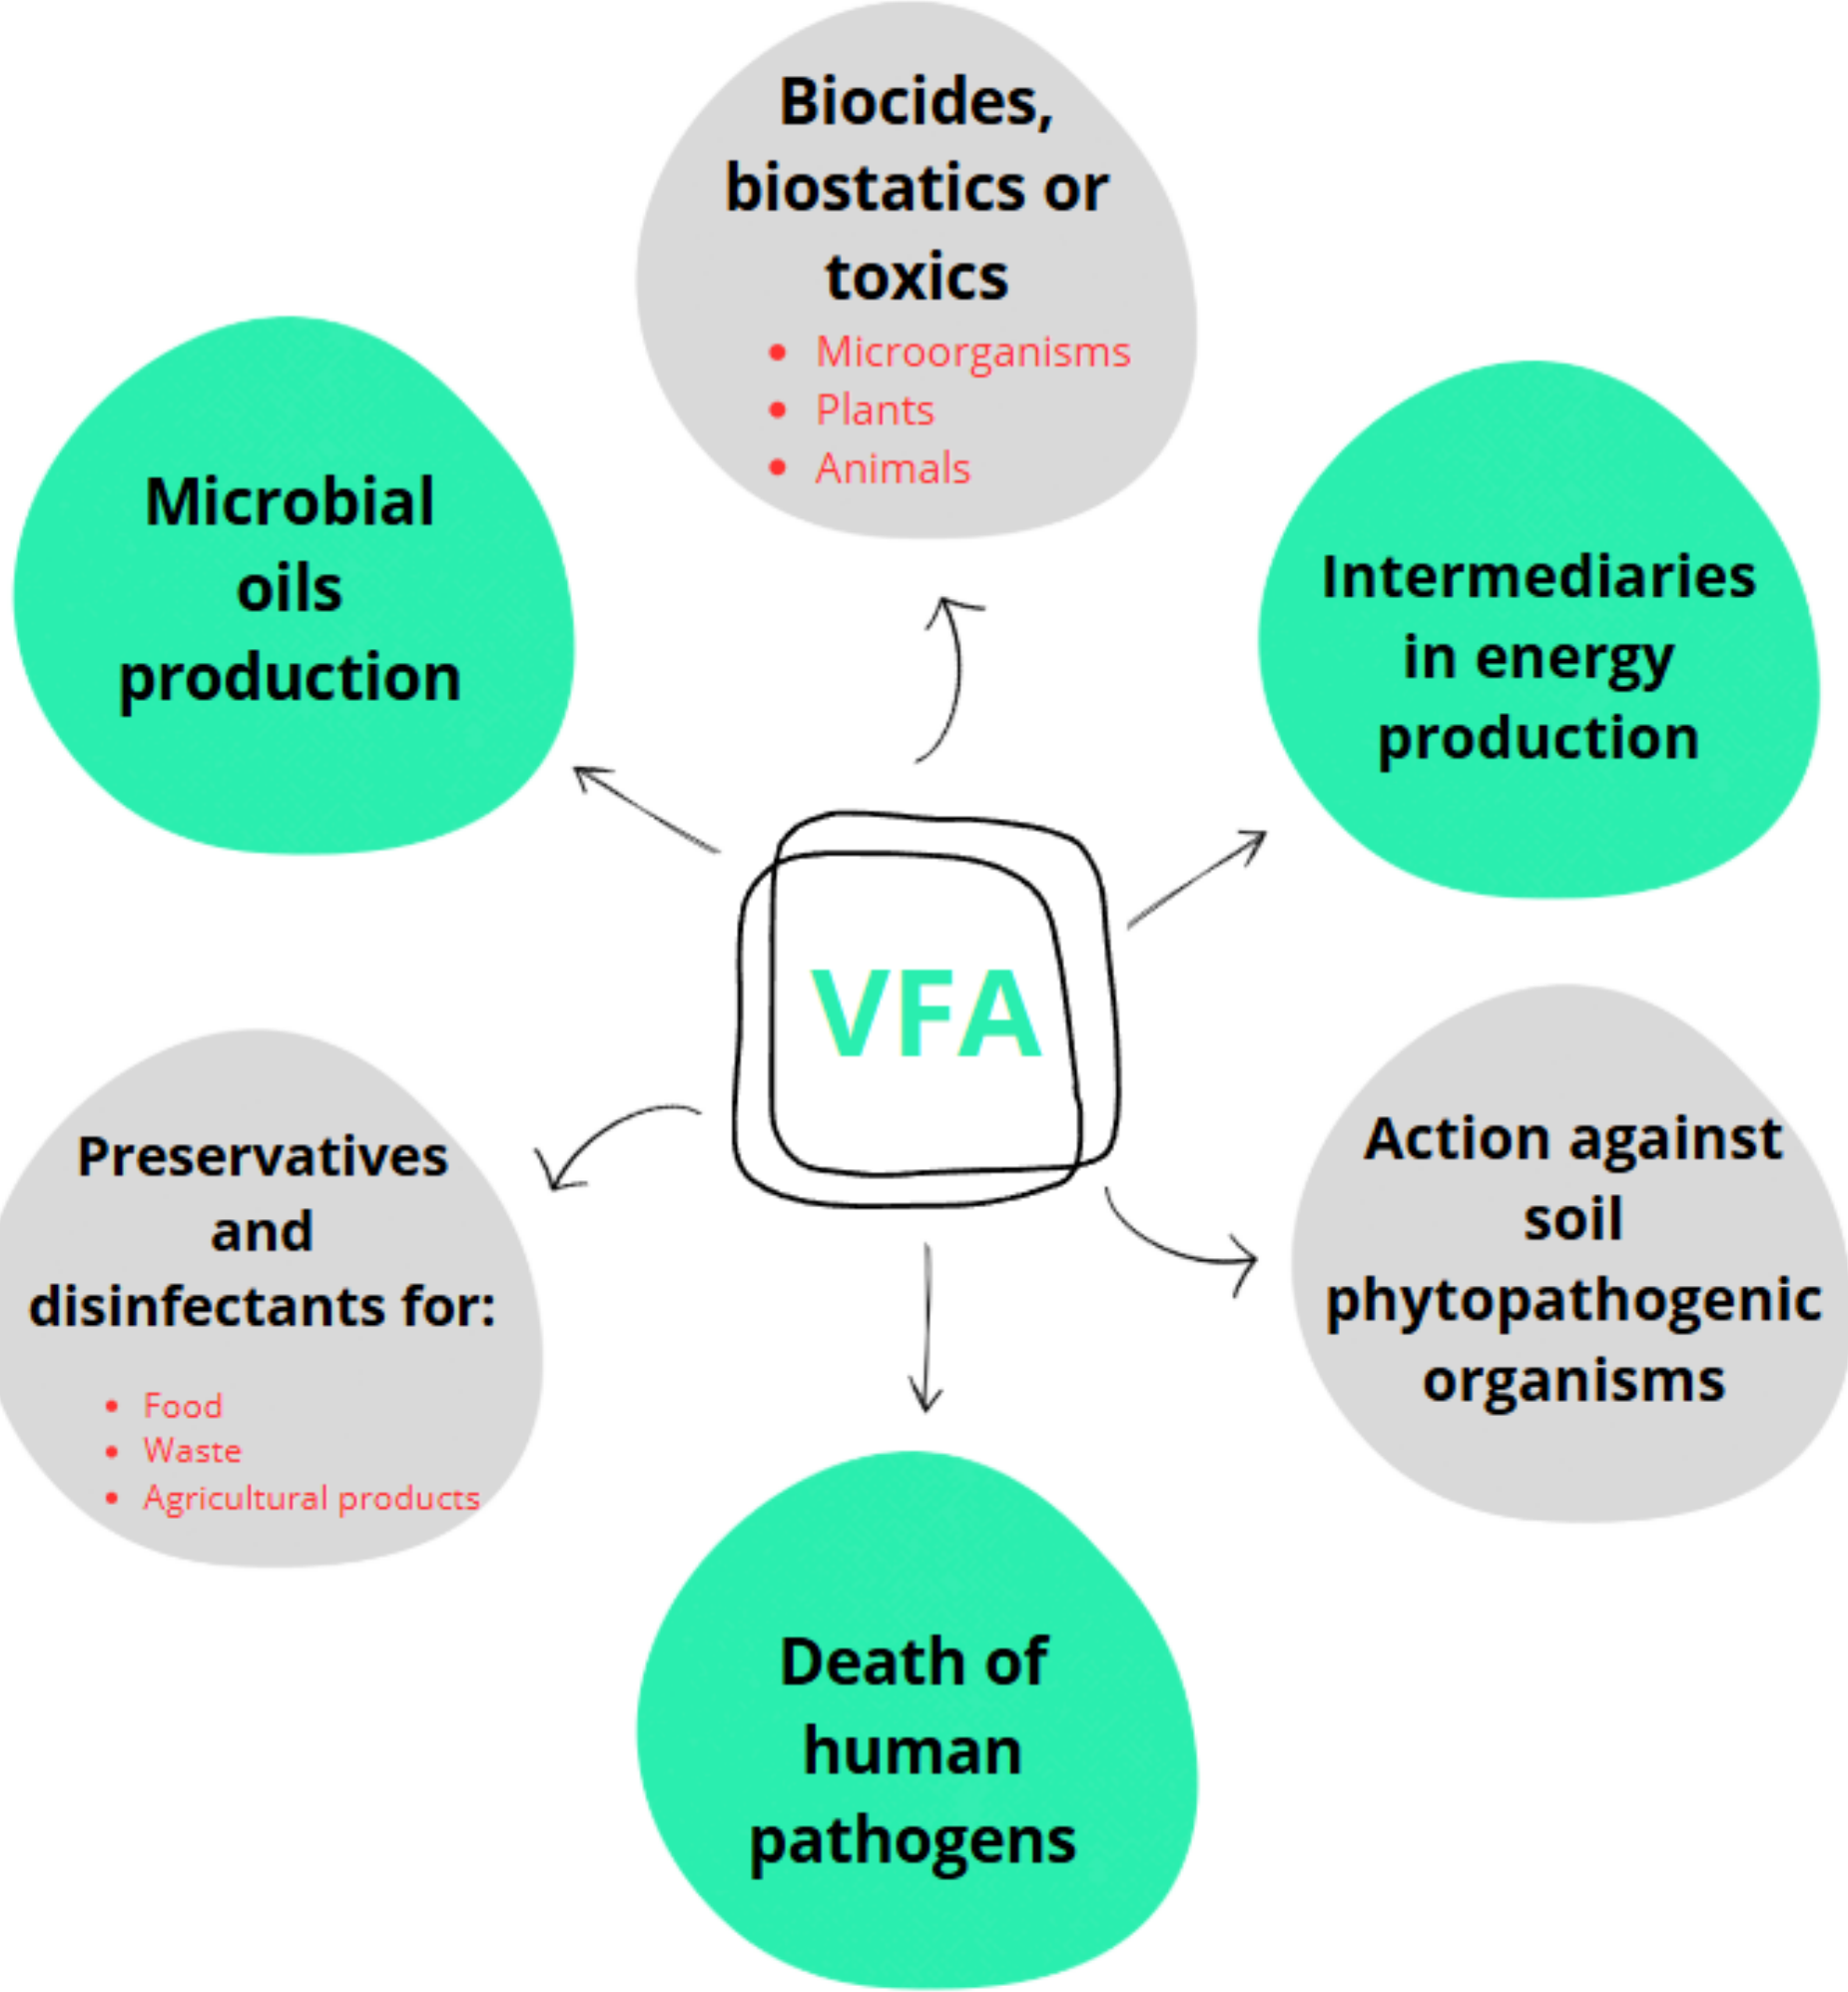 Biocides,
biostatics or
toxics
• Microorganisms
• Plants
• Animals
Microbial
oils
production
Intermediaries
in energy
production
VFA
Preservatives
and
disinfectants for:
• Food
• Waste
• Agricultural products
Action against
soil
phytopathogenic
organisms
Death of
human
pathogens